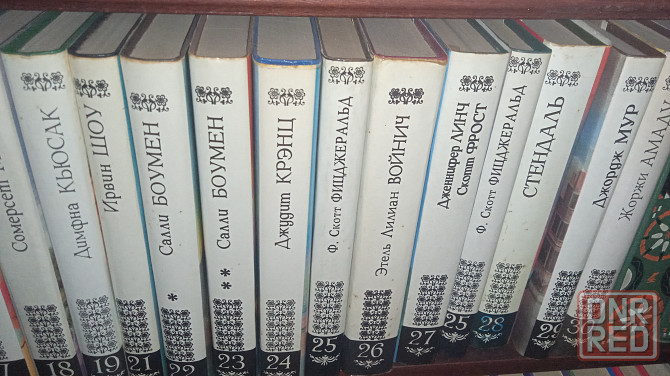 Сомерсет
18
Димфна КЬЮСАК
19
Ирвин ШОУ
21
Салли БОУМЕН
*
22
Салли БОУМЕН
**
23
Джудит КРЭНЦ
24
Ф. Скотт ФИЦДЖЕРАЛЬД
25
Этель Лилиан ВОЙНИЧ
26
Дженнифер ЛИНЧ
Скотт ФРОСТ
27
Ф. Скотт ФИЦДЖЕРАЛЬД
25
СТЕНДАЛЬ
28
Джордж МУР
29
Жоржи
30
DNR
RED